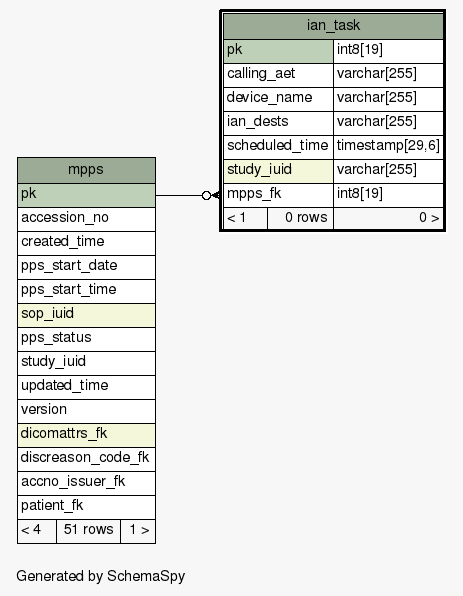 ian_task
pk int8[19]
calling_aet varchar[255]
device_name varchar[255]
ian_dests varchar[255]
scheduled_time timestamp[29,6]
study_iuid varchar[255]
mpps_fk int8[19]
< 1 0 rows 0 >
mpps
pk
accession_no
created_time
pps_start_date
pps_start_time
sop_iuid
pps_status
study_iuid
updated_time
version
dicomattrs_fk
discreason_code_fk
accno_issuer_fk
patient_fk
< 4 51 rows 1 >
Generated by SchemaSpy